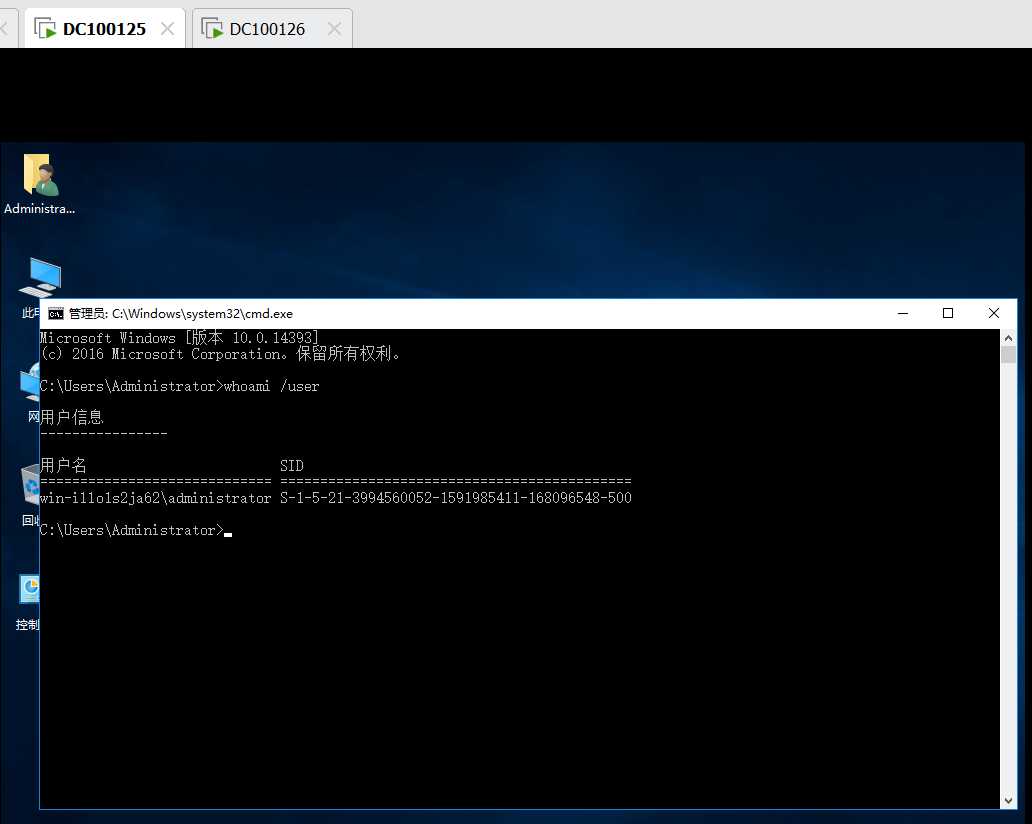 DC100125
DC100126
Administra...
管理员: C:\Windows\system32\cmd.exe
Microsoft Windows [版本 10.0.14393]
(c) 2016 Microsoft Corporation。保留所有权利。
C:\Users\Administrator>whoami /user
用户信息
----------------
用户名 SID
============================= ============================================
win-i11o1s2ja62\administrator S-1-5-21-3994560052-1591985411-168096548-500
C:\Users\Administrator>
此
网
回收
控制